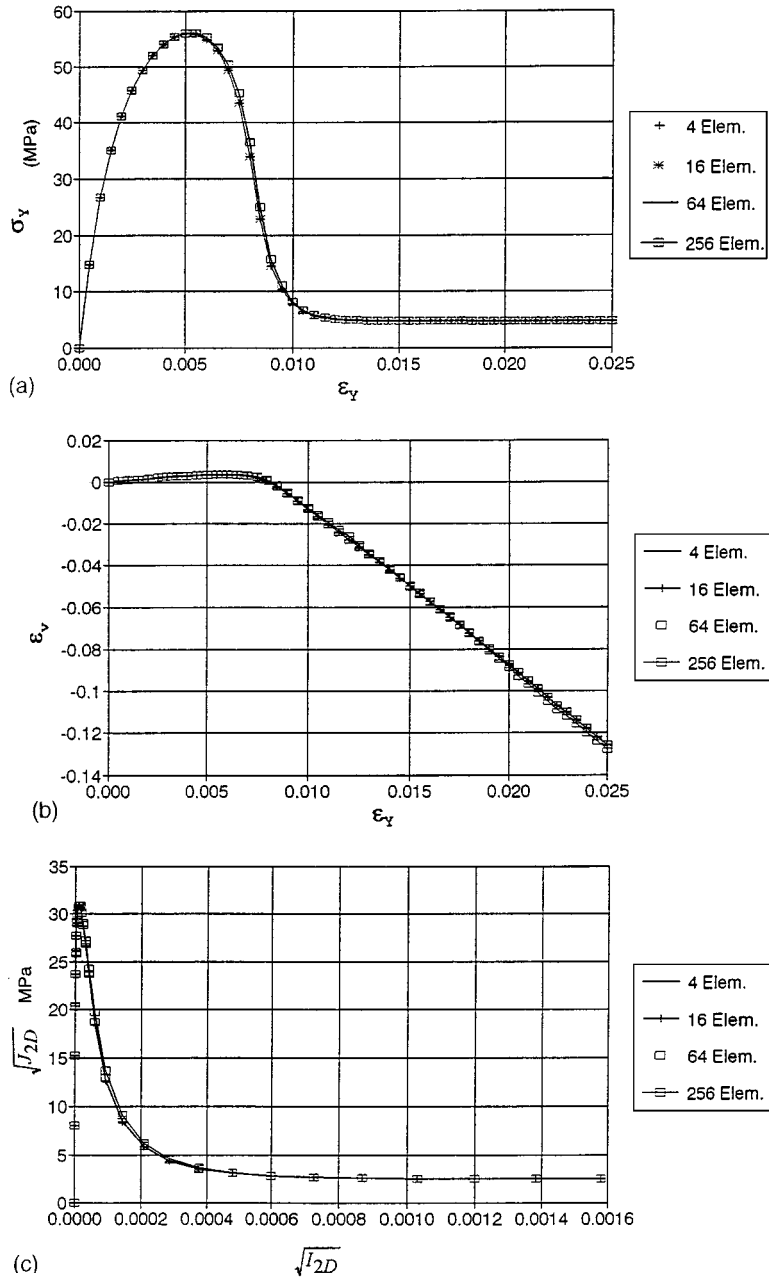 60
50
40
30
20
10
0
σY (MPa)
0.000 0.005 0.010 0.015 0.020 0.025
εY
(a)
4 Elem.
16 Elem.
64 Elem.
256 Elem.
0.02
0
-0.02
-0.04
-0.06
-0.08
-0.1
-0.12
-0.14
εv
0.000 0.005 0.010 0.015 0.020 0.025
εY
(b)
4 Elem.
16 Elem.
64 Elem.
256 Elem.
35
30
25
20
15
10
5
0
√J2D MPa
0.0000 0.0002 0.0004 0.0006 0.0008 0.0010 0.0012 0.0014 0.0016
√I2D
(c)
4 Elem.
16 Elem.
64 Elem.
256 Elem.